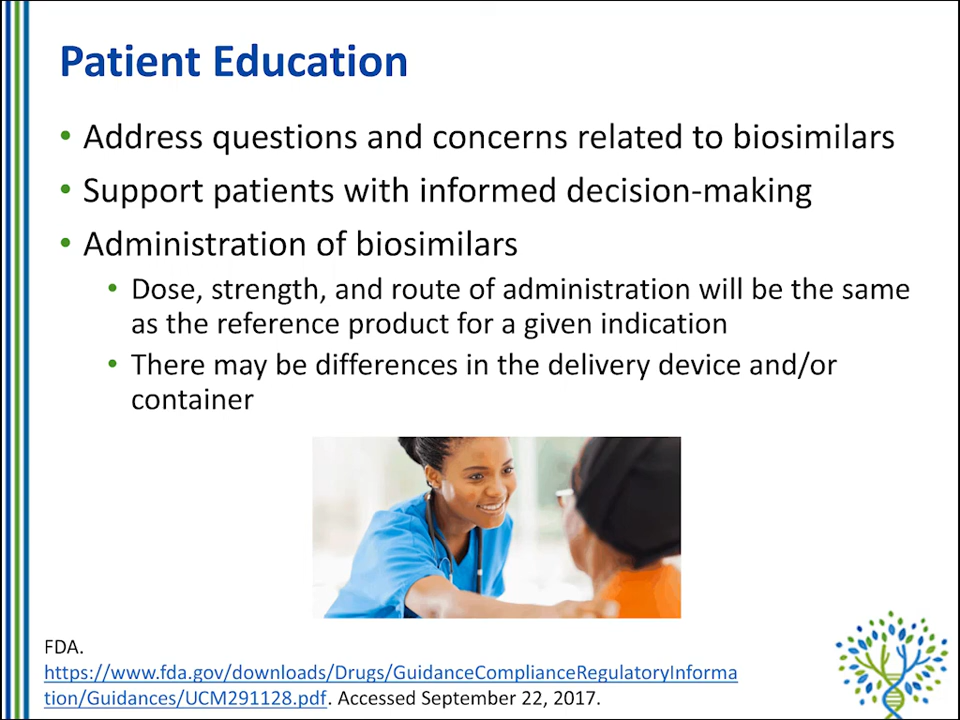 Patient Education
• Address questions and concerns related to biosimilars
• Support patients with informed decision-making
• Administration of biosimilars
• Dose, strength, and route of administration will be the same
as the reference product for a given indication
• There may be differences in the delivery device and/or
container
FDA.
https://www.fda.gov/downloads/Drugs/GuidanceComplianceRegulatoryInforma
tion/Guidances/UCM291128.pdf. Accessed September 22, 2017.